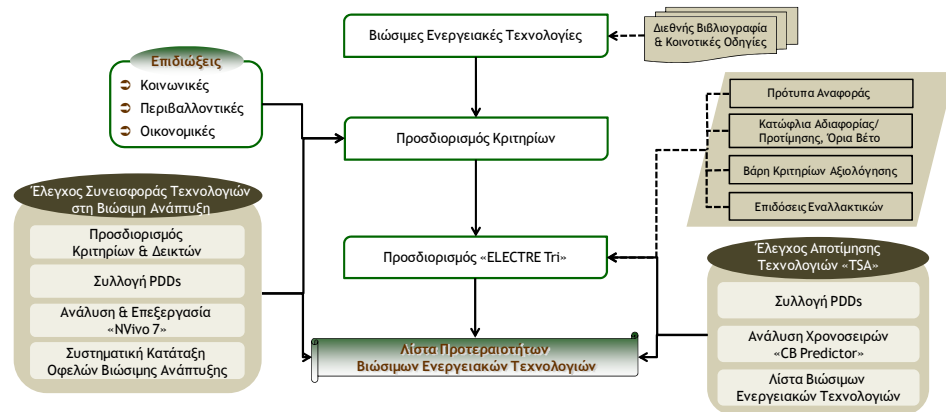 Βιώσιμες Ενεργειακές Τεχνολογίες
Διεθνής Βιβλιογραφία
& Κοινοτικές Οδηγίες
Επιδιώξεις
Κοινωνικές
Περιβαλλοντικές
Οικονομικές
Προσδιορισμός Κριτηρίων
Πρότυπα Αναφοράς
Κατώφλια Αδιαφορίας/
Προτίμησης, Όρια Βέτο
Βάρη Κριτηρίων Αξιολόγησης
Επιδόσεις Εναλλακτικών
Έλεγχος Συνεισφοράς Τεχνολογιών
στη Βιώσιμη Ανάπτυξη
Προσδιορισμός
Κριτηρίων & Δεικτών
Συλλογή PDDs
Ανάλυση & Επεξεργασία
«NVivo 7»
Συστηματική Κατάταξη
Οφελών Βιώσιμης Ανάπτυξης
Προσδιορισμός «ELECTRE Tri»
Έλεγχος Αποτίμησης
Τεχνολογιών «TSA»
Συλλογή PDDs
Ανάλυση Χρονοσειρών
«CB Predictor»
Λίστα Βιώσιμων
Ενεργειακών Τεχνολογιών
Λίστα Προτεραιοτήτων
Βιώσιμων Ενεργειακών Τεχνολογιών